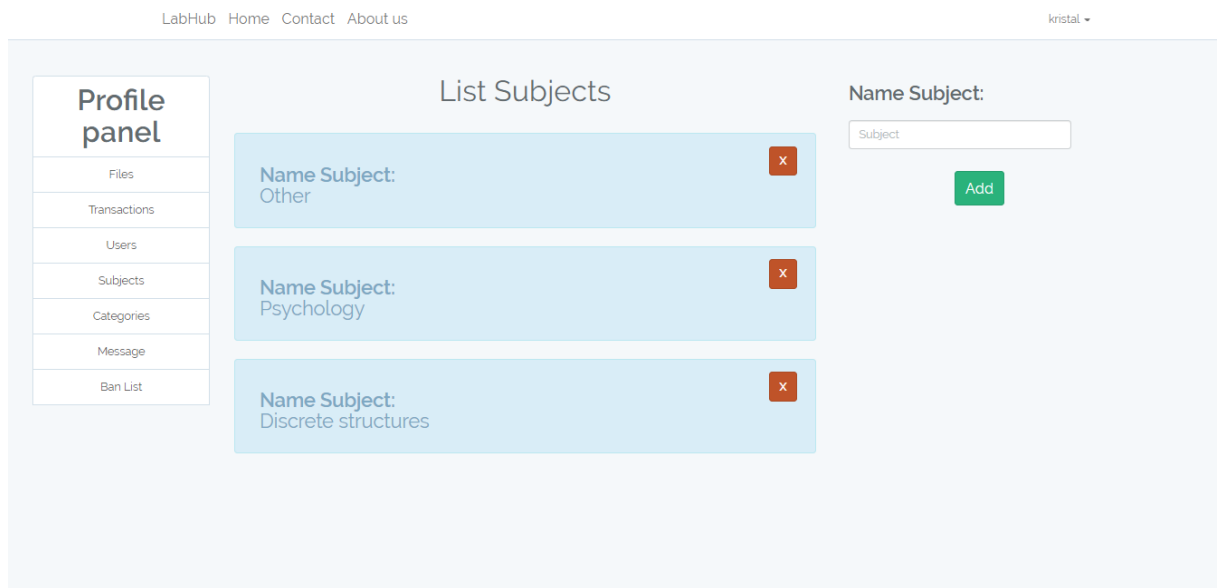 LabHub Home Contact About us kristal
Profile
panel
Files
Transactions
Users
Subjects
Categories
Message
Ban List
List Subjects
x
Name Subject:
Other
x
Name Subject:
Psychology
x
Name Subject:
Discrete structures
Name Subject:
Subject
Add